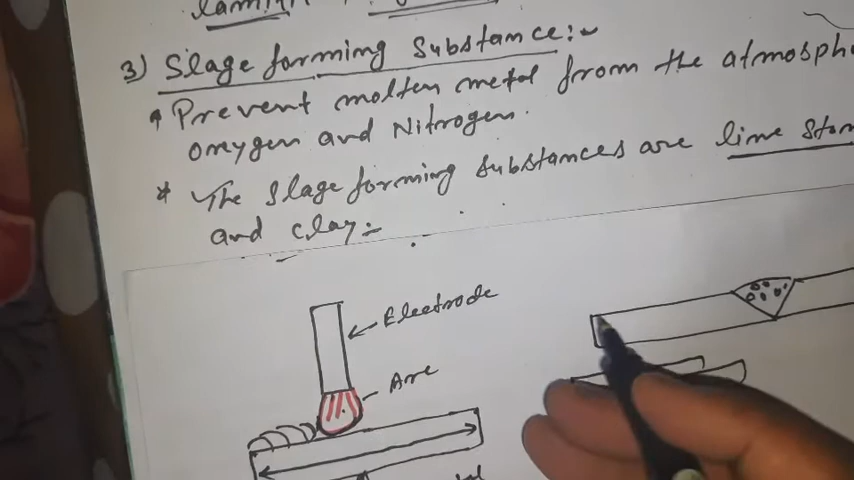 3) Slage forming Substance:-
* Prevent molten metal from the atmosph
oxygen and Nitrogen.
* The Slage forming Substances are lime Ston
and clay:-
Electrode
Arc